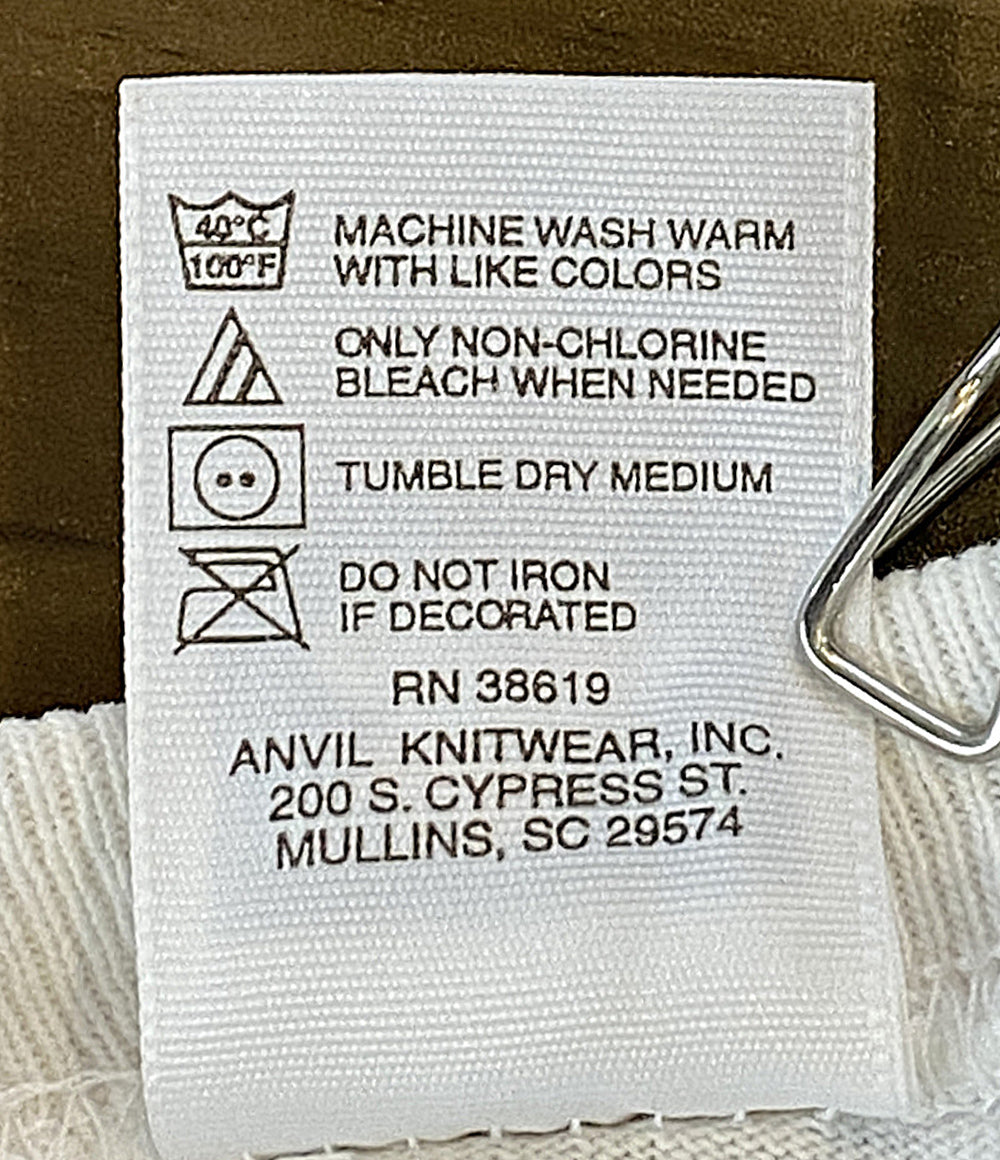 40°C
100°F
MACHINE WASH WARM
WITH LIKE COLORS
ONLY NON-CHLORINE
BLEACH WHEN NEEDED
TUMBLE DRY MEDIUM
DO NOT IRON
IF DECORATED
RN 38619
ANVIL KNITWEAR, INC.
200 S. CYPRESS ST.
MULLINS, SC 29574